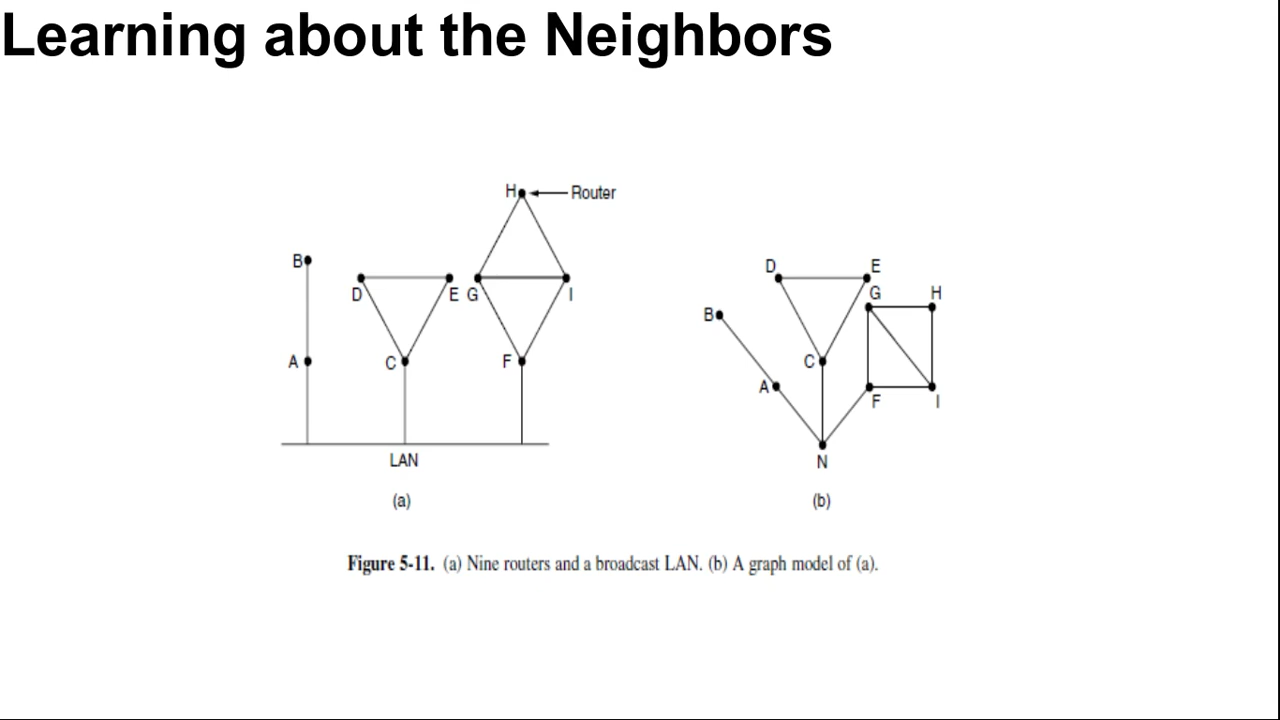 Learning about the Neighbors
H
Router
B
D
E
G
I
A
C
F
LAN
(a)
D
E
G
H
B
C
A
F
I
N
(b)
Figure 5-11. (a) Nine routers and a broadcast LAN. (b) A graph model of (a).